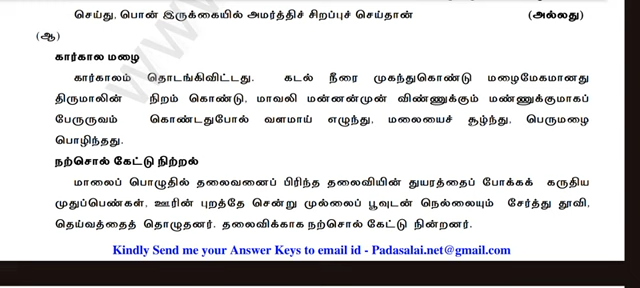 செய்து, பொன் இருக்கையில் அமர்த்திச் சிறப்புச் செய்தான் (அல்லது)
(ஆ)
கார்கால மழை
கார்காலம் தொடங்கிவிட்டது. கடல் நீரை முகந்துகொண்டு மழைமேகமானது
திருமாலின் நிறம் கொண்டு, மாவலி மன்னன்முன் விண்ணுக்கும் மண்ணுக்குமாகப்
பேருருவம் கொண்டதுபோல் வளமாய் எழுந்து, மலையைச் சூழ்ந்து, பெருமழை
பொழிந்தது.
நற்சொல் கேட்டு நிற்றல்
மாலைப் பொழுதில் தலைவனைப் பிரிந்த தலைவியின் துயரத்தைப் போக்கக் கருதிய
முதுப்பெண்கள், ஊரின் புறத்தே சென்று முல்லைப் பூவுடன் நெல்லையும் சேர்த்து தூவி,
தெய்வத்தைத் தொழுதனர். தலைவிக்காக நற்சொல் கேட்டு நின்றனர்.
Kindly Send me your Answer Keys to email id - Padasalai.net@gmail.com